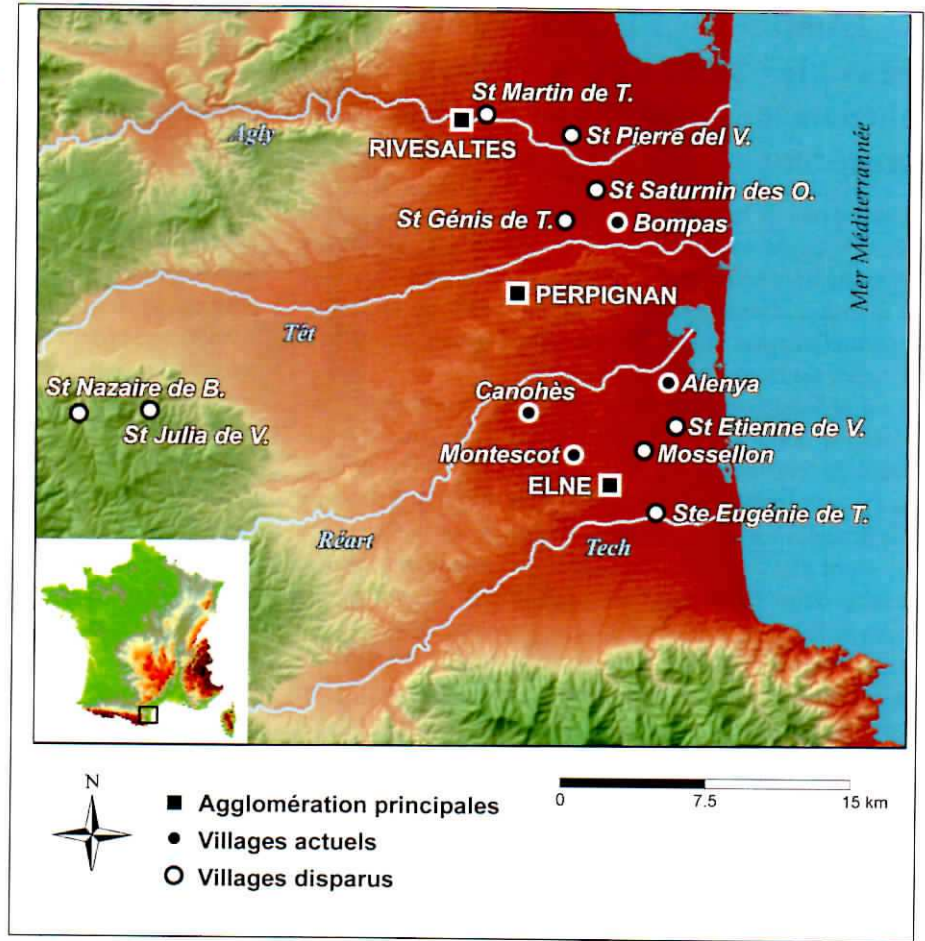 St Martin de T.
Agly
RIVESALTES
St Pierre del V.
St Saturnin des O.
St Génis de T.
Bompas
Mer Méditerrannée
PERPIGNAN
Têt
St Nazaire de B.
St Julia de V.
Canohès
Alenya
St Etienne de V.
Montescot
Mossellon
ELNE
Ste Eugénie de T.
Réart
Tech
N
Agglomération principales
Villages actuels
Villages disparus
0 7.5 15 km